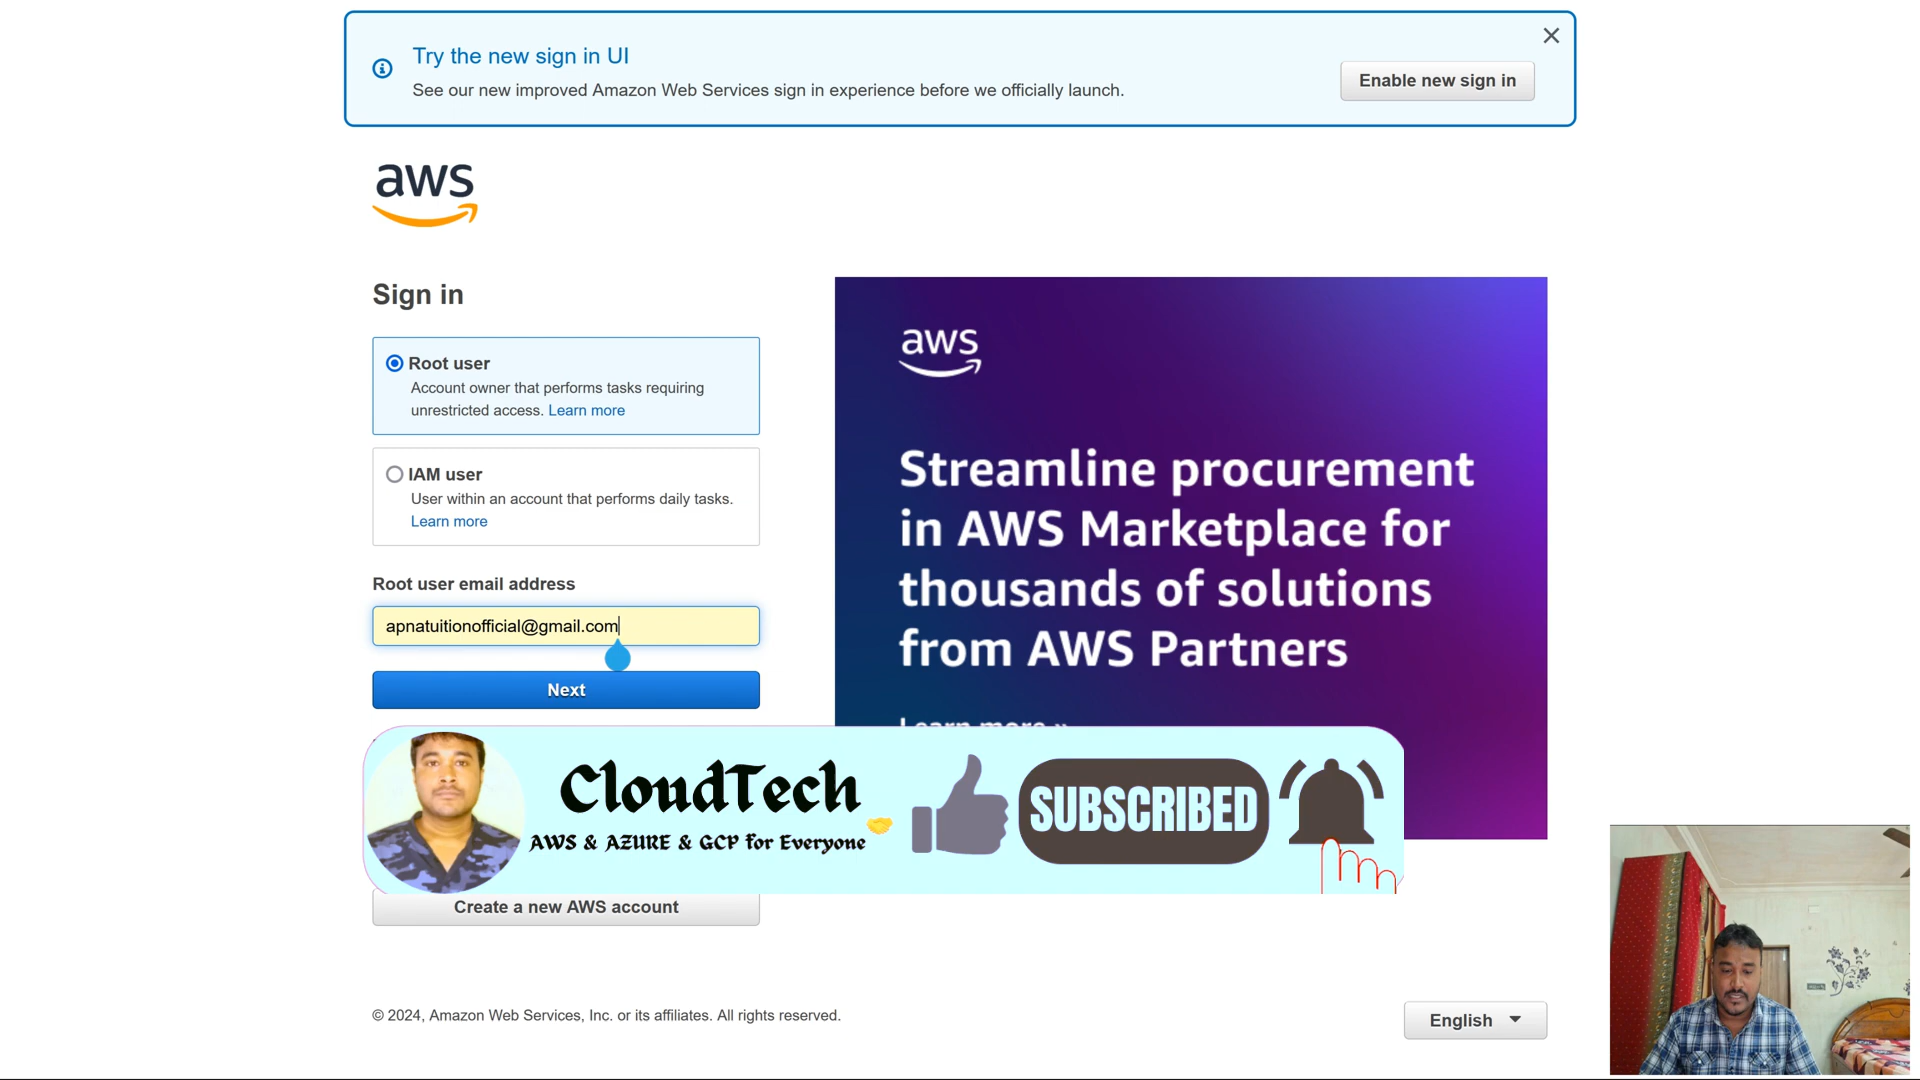 Try the new sign in UI
See our new improved Amazon Web Services sign in experience before we officially launch.
Enable new sign in
aws
Sign in
Root user
Account owner that performs tasks requiring
unrestricted access. Learn more
IAM user
User within an account that performs daily tasks.
Learn more
Root user email address
apnatuitionofficial@gmail.com
Next
aws
Streamline procurement
in AWS Marketplace for
thousands of solutions
from AWS Partners
Learn more »
CloudTech
AWS & AZURE & GCP for Everyone
SUBSCRIBED
Create a new AWS account
© 2024, Amazon Web Services, Inc. or its affiliates. All rights reserved.
English